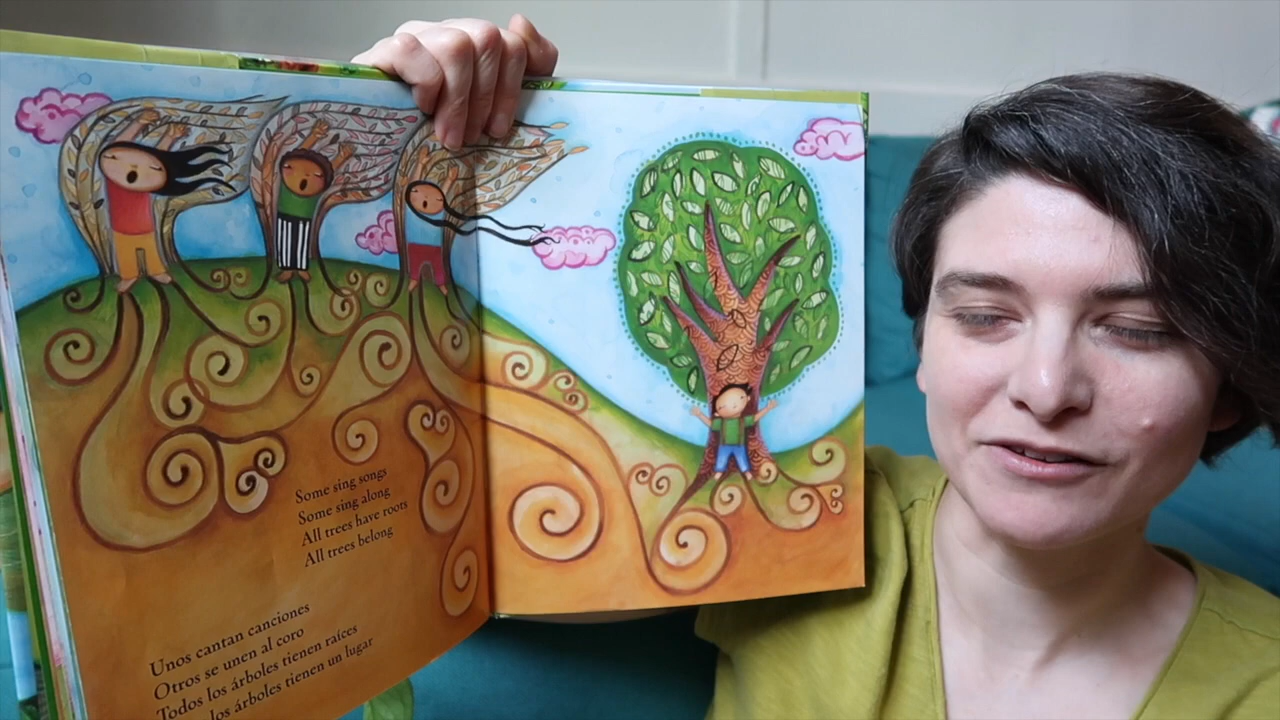 Some sing songs
Some sing along
All trees have roots
All trees belong
Unos cantan canciones
Otros se unen al coro
Todos los árboles tienen raíces
los árboles tienen un lugar